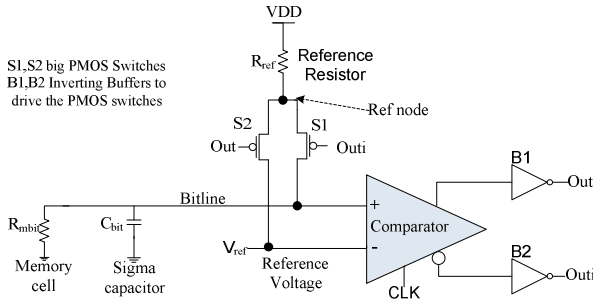 VDD
S1,S2 big PMOS Switches
B1,B2 Inverting Buffers to
drive the PMOS switches
Rref
Reference
Resistor
Ref node
S2
S1
Out
Outi
B1
Out
Bitline
+
Comparator
-
Rmbit
Cbit
Vref
Reference
Voltage
B2
Outi
Memory
cell
Sigma
capacitor
CLK